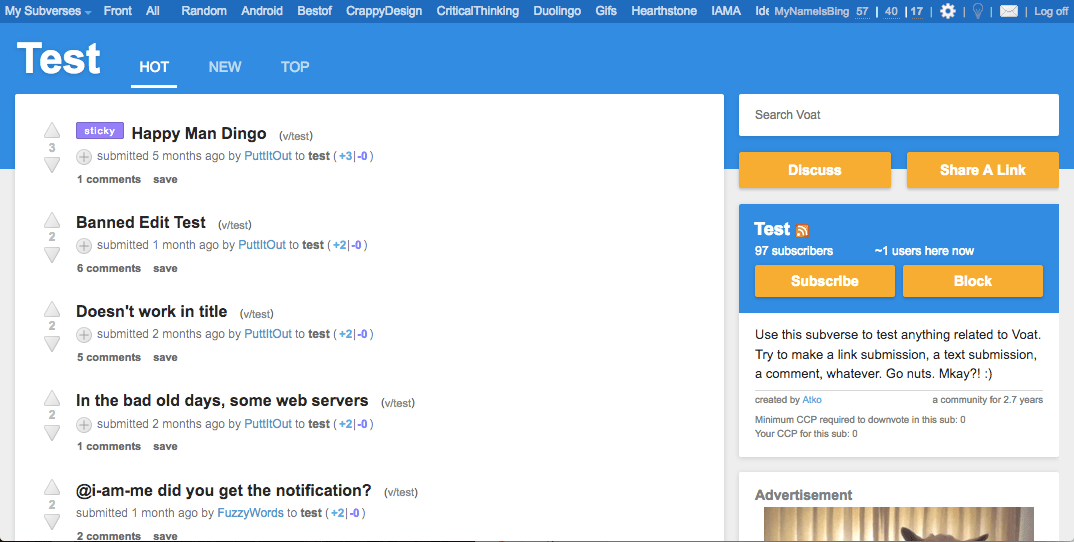 My Subverses Front All Random Android Bestof CrappyDesign CriticalThinking Duolingo Gifs Hearthstone IAMA Ide MyNameIsBing 57 | 40 | 17 | | | | Log off
Test HOT NEW TOP
Search Voat
Discuss Share A Link
3
sticky Happy Man Dingo (v/test)
submitted 5 months ago by PuttItOut to test ( +3 | -0 )
1 comments save
2
Banned Edit Test (v/test)
submitted 1 month ago by PuttItOut to test ( +2 | -0 )
6 comments save
2
Doesn't work in title (v/test)
submitted 2 months ago by PuttItOut to test ( +2 | -0 )
5 comments save
2
In the bad old days, some web servers (v/test)
submitted 2 months ago by PuttItOut to test ( +2 | -0 )
1 comments save
2
@i-am-me did you get the notification? (v/test)
submitted 1 month ago by FuzzyWords to test ( +2 | -0 )
2 comments save
Test
97 subscribers ~1 users here now
Subscribe Block
Use this subverse to test anything related to Voat.
Try to make a link submission, a text submission,
a comment, whatever. Go nuts. Mkay?! :)
created by Atko a community for 2.7 years
Minimum CCP required to downvote in this sub: 0
Your CCP for this sub: 0
Advertisement